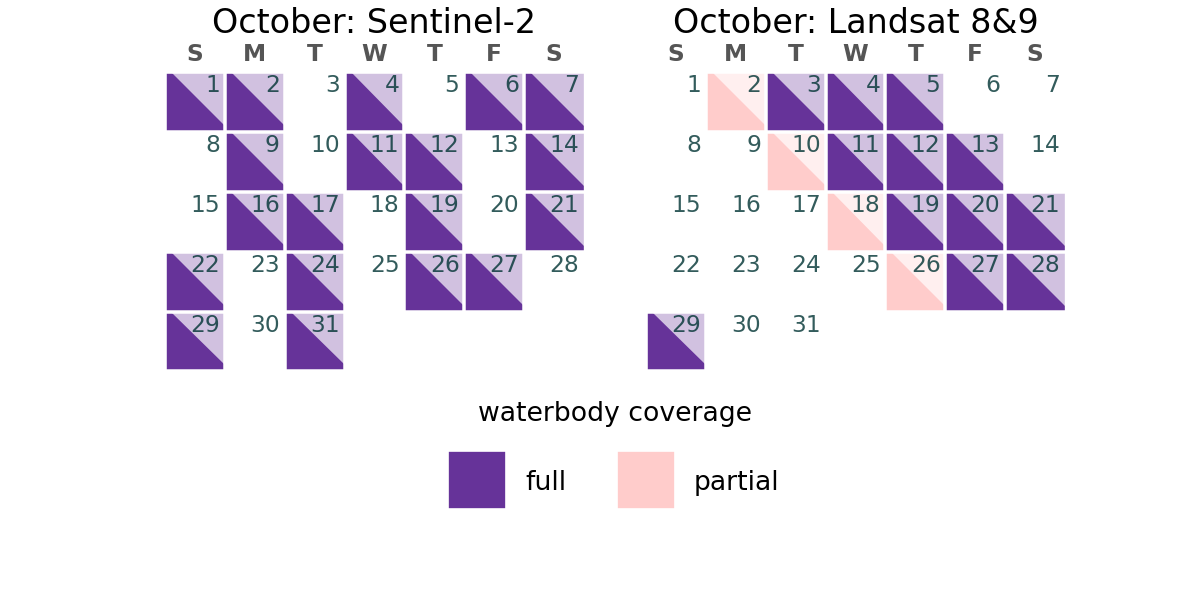 October: Sentinel-2
S M T W T F S
1 2 3 4 5 6 7
8 9 10 11 12 13 14
15 16 17 18 19 20 21
22 23 24 25 26 27 28
29 30 31
October: Landsat 8&9
S M T W T F S
1 2 3 4 5 6 7
8 9 10 11 12 13 14
15 16 17 18 19 20 21
22 23 24 25 26 27 28
29 30 31
waterbody coverage
full partial